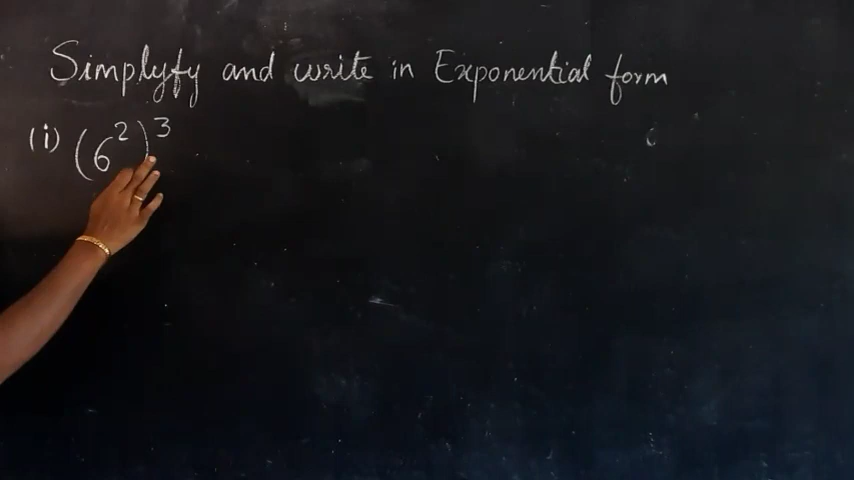 Simplyfy and write in Exponential form
(i) (6²)³